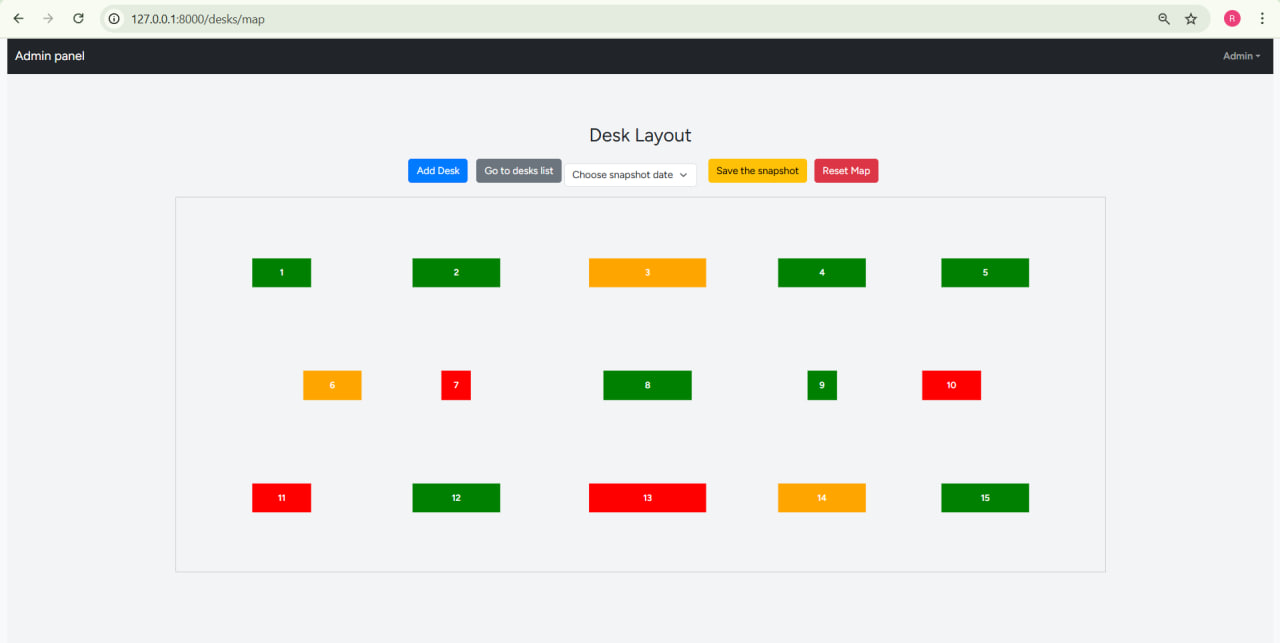 127.0.0.1:8000/desks/map
R
Admin panel
Admin
Desk Layout
Add Desk
Go to desks list
Choose snapshot date
Save the snapshot
Reset Map
1 2 3 4 5
6 7 8 9 10
11 12 13 14 15